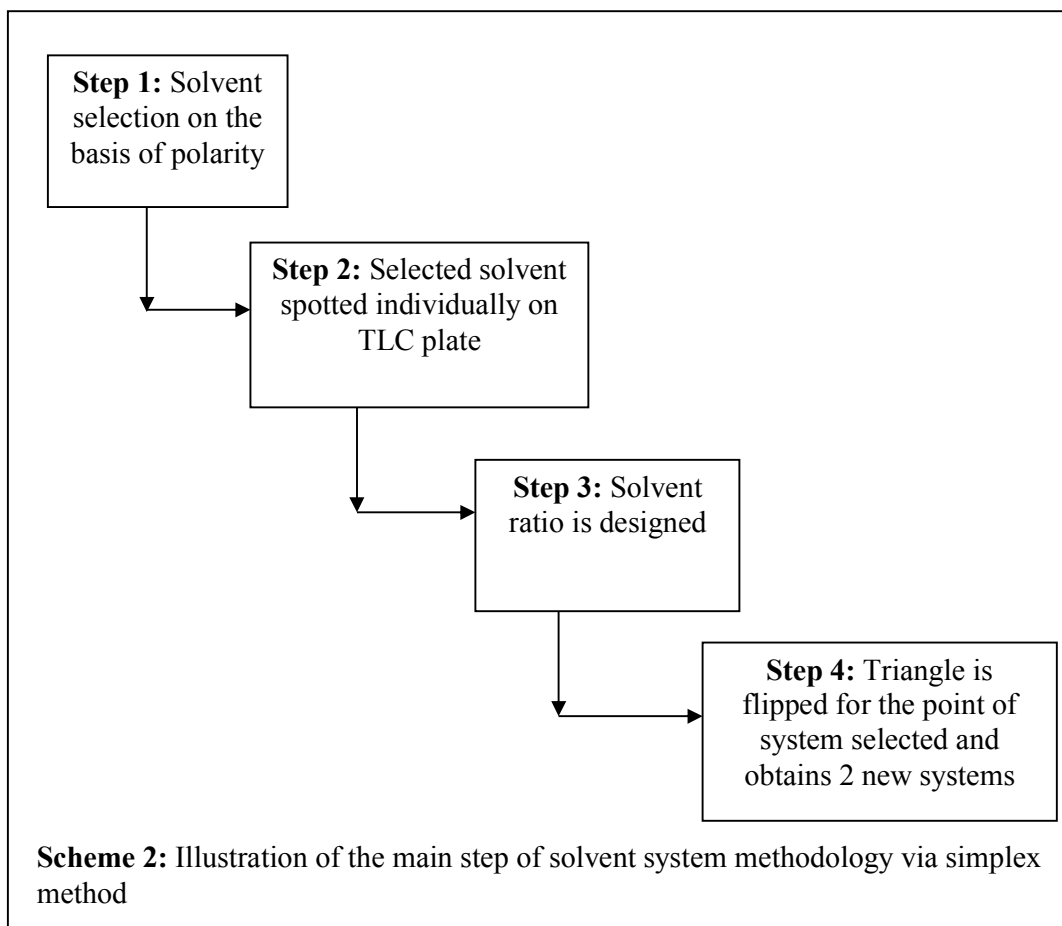 Step 1: Solvent
selection on the
basis of polarity
Step 2: Selected solvent
spotted individually on
TLC plate
Step 3: Solvent
ratio is designed
Step 4: Triangle is
flipped for the point of
system selected and
obtains 2 new systems
Scheme 2: Illustration of the main step of solvent system methodology via simplex
method